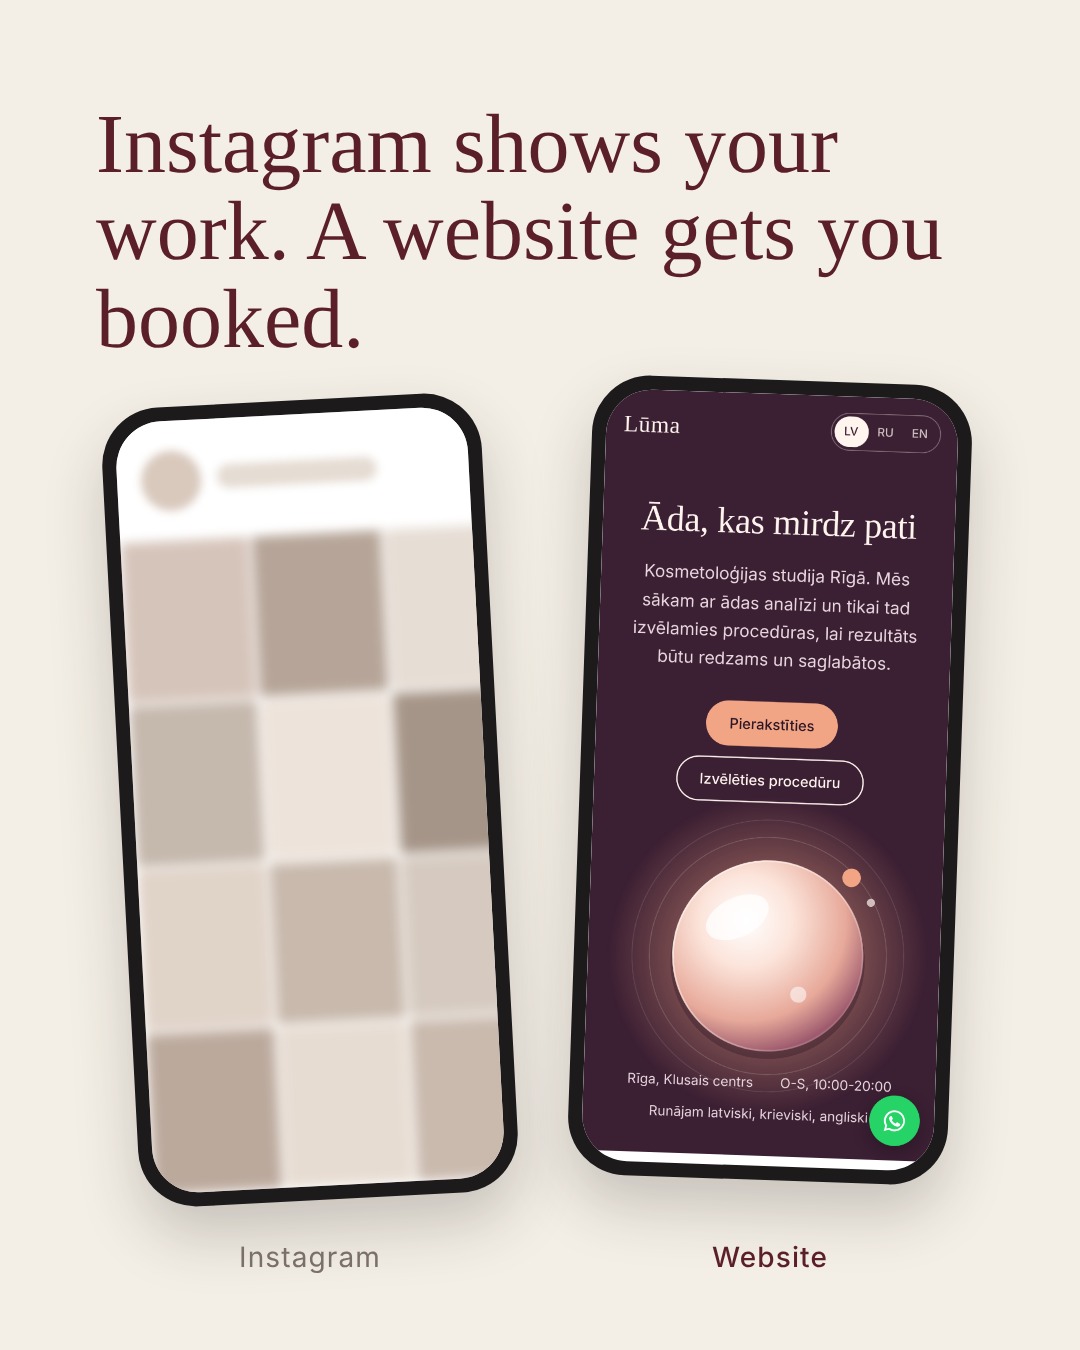 Instagram shows your
work. A website gets you
booked.
Lūma
LV RU EN
Āda, kas mirdz pati
Kosmetoloģijas studija Rīgā. Mēs
sākam ar ādas analīzi un tikai tad
izvēlamies procedūras, lai rezultāts
būtu redzams un saglabātos.
Pierakstīties
Izvēlēties procedūru
Rīga, Klusais centrs O-S, 10:00-20:00
Runājam latviski, krieviski, angliski
Instagram
Website